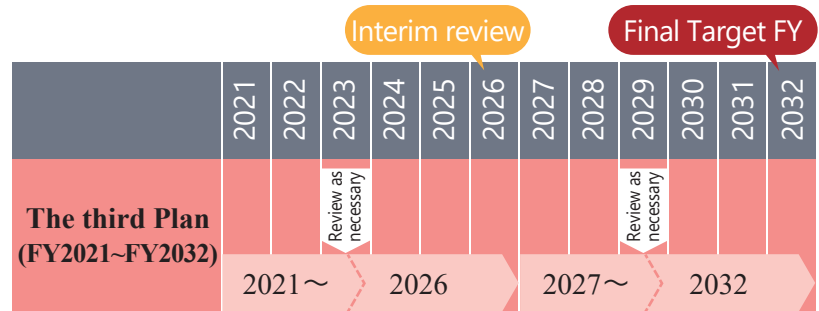 Interim review
Final Target FY
2021
2022
2023
2024
2025
2026
2027
2028
2029
2030
2031
2032
The third Plan
(FY2021~FY2032)
Review as
necessary
Review as
necessary
2021～
2026
2027～
2032